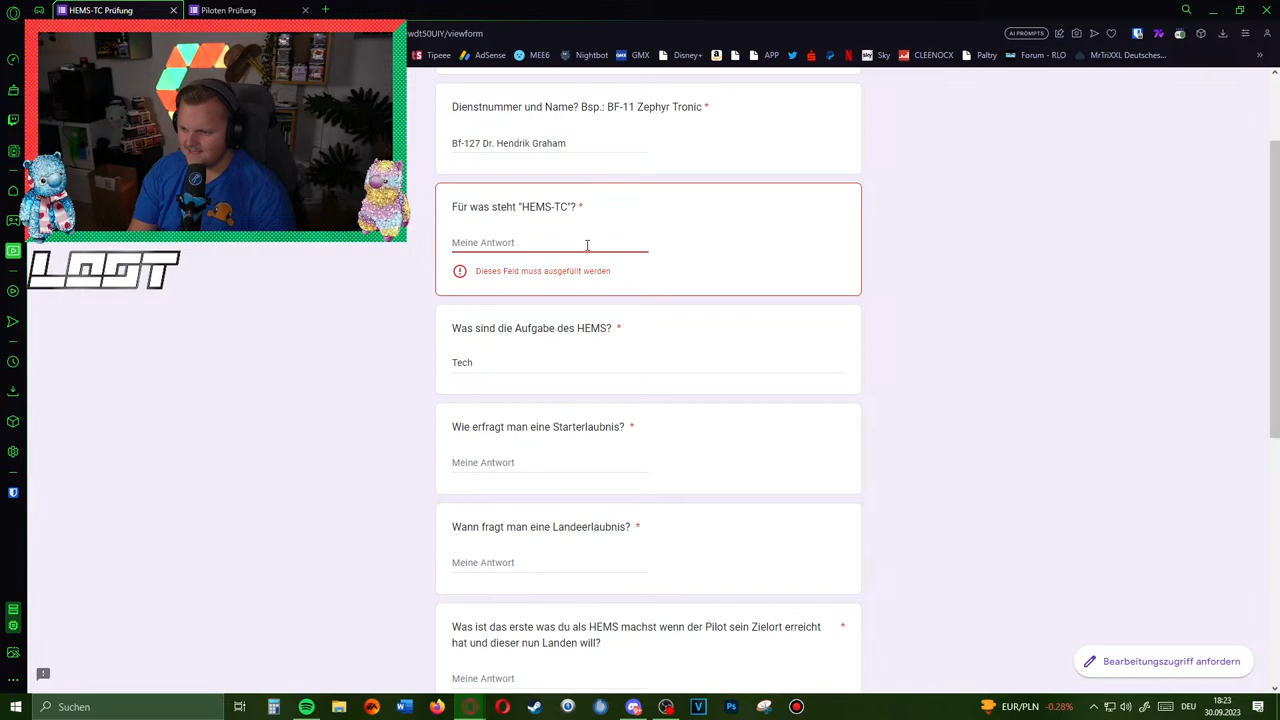 HEMS-TC Prüfung
Piloten Prüfung
wdt50UIY/viewform
AI PROMPTS
Tipeee
AdSense
MEE6
Nightbot
GMX
Disney+
APP
Sky
CLEENOCX
Paltry
Forum - RLO
MrTriXXL Deutsches...
Dienstnummer und Name? Bsp.: BF-11 Zephyr Tronic *
Bf-127 Dr. Hendrik Graham
Für was steht "HEMS-TC"? *
Meine Antwort
Dieses Feld muss ausgefüllt werden
LOOT
Was sind die Aufgabe des HEMS? *
Tech
Wie erfragt man eine Starterlaubnis? *
Meine Antwort
Wann fragt man eine Landeerlaubnis? *
Meine Antwort
Was ist das erste was du als HEMS machst wenn der Pilot sein Zielort erreicht *
hat und dieser nun Landen will?
Meine Antwort
Bearbeitungszugriff anfordern
Suchen
EUR/PLN -0.28%
DEU
18:23
30.09.2023